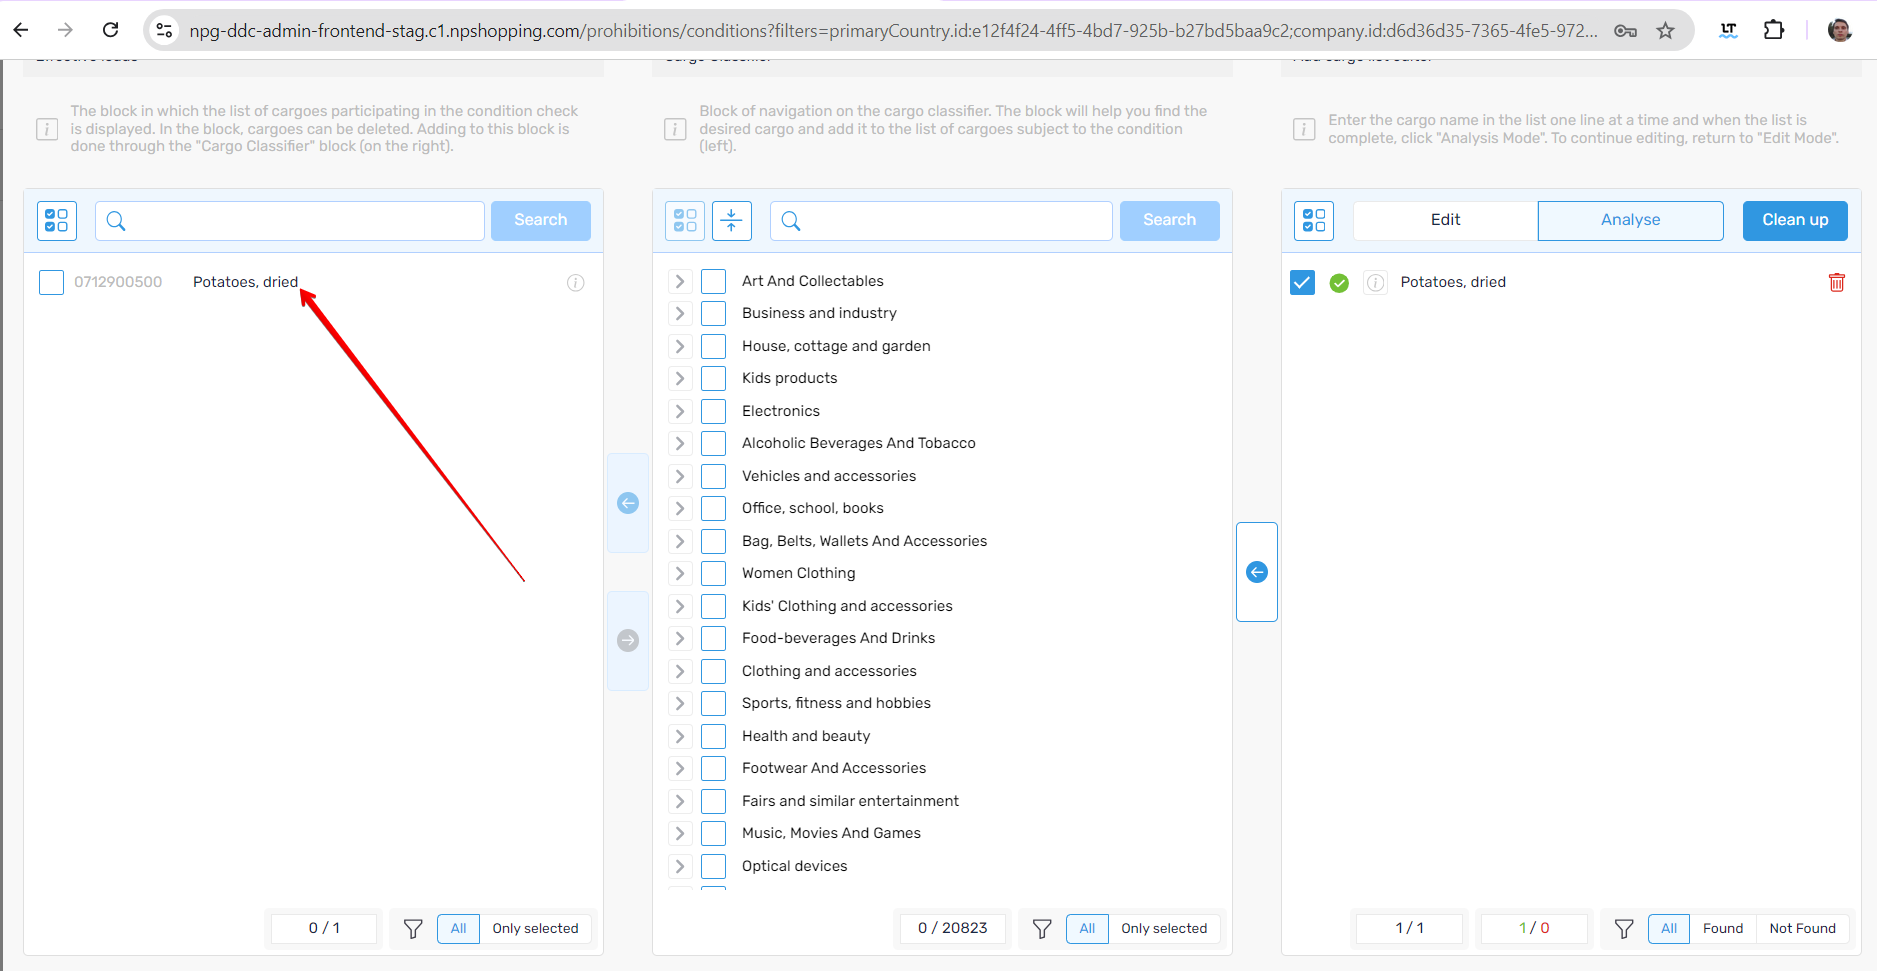 npg-ddc-admin-frontend-stag.c1.npshopping.com/prohibitions/conditions?filters=primaryCountry.id:e12f4f24-4ff5-4bd7-925b-b27bd5baa9c2;company.id:d6d36d35-7365-4fe5-972...
LT
The block in which the list of cargoes participating in the condition check
is displayed. In the block, cargoes can be deleted. Adding to this block is
done through the "Cargo Classifier" block (on the right).
Search
0712900500 Potatoes, dried
0 / 1
All
Only selected
Block of navigation on the cargo classifier. The block will help you find the
desired cargo and add it to the list of cargoes subject to the condition
(left).
Search
Art And Collectables
Business and industry
House, cottage and garden
Kids products
Electronics
Alcoholic Beverages And Tobacco
Vehicles and accessories
Office, school, books
Bag, Belts, Wallets And Accessories
Women Clothing
Kids' Clothing and accessories
Food-beverages And Drinks
Clothing and accessories
Sports, fitness and hobbies
Health and beauty
Footwear And Accessories
Fairs and similar entertainment
Music, Movies And Games
Optical devices
0 / 20823
All
Only selected
Enter the cargo name in the list one line at a time and when the list is
complete, click "Analysis Mode". To continue editing, return to "Edit Mode".
Edit
Analyse
Clean up
Potatoes, dried
1 / 1
1 / 0
All
Found
Not Found